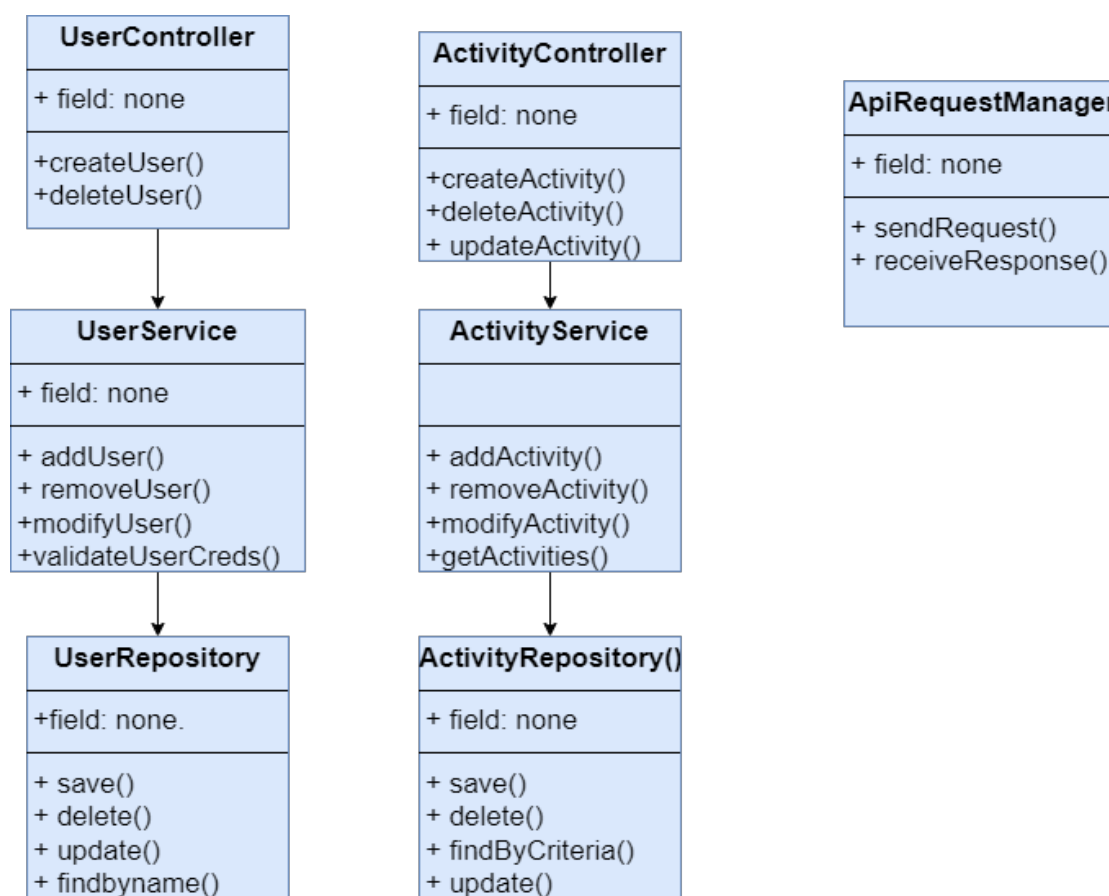 UserController
+ field: none
+createUser()
+deleteUser()
UserService
+ field: none
+ addUser()
+ removeUser()
+modifyUser()
+validateUserCreds()
UserRepository
+field: none.
+ save()
+ delete()
+ update()
+ findbyname()
ActivityController
+ field: none
+createActivity()
+deleteActivity()
+ updateActivity()
ActivityService
+ addActivity()
+ removeActivity()
+modifyActivity()
+getActivities()
ActivityRepository()
+ field: none
+ save()
+ delete()
+ findByCriteria()
+ update()
ApiRequestManager
+ field: none
+ sendRequest()
+ receiveResponse()